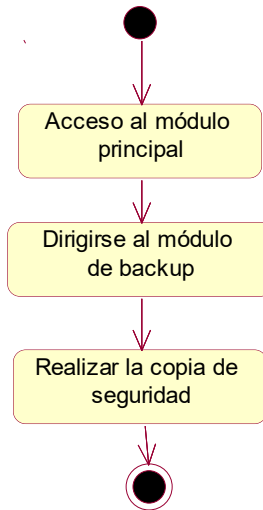 Acceso al módulo
principal
Dirigirse al módulo
de backup
Realizar la copia de
seguridad